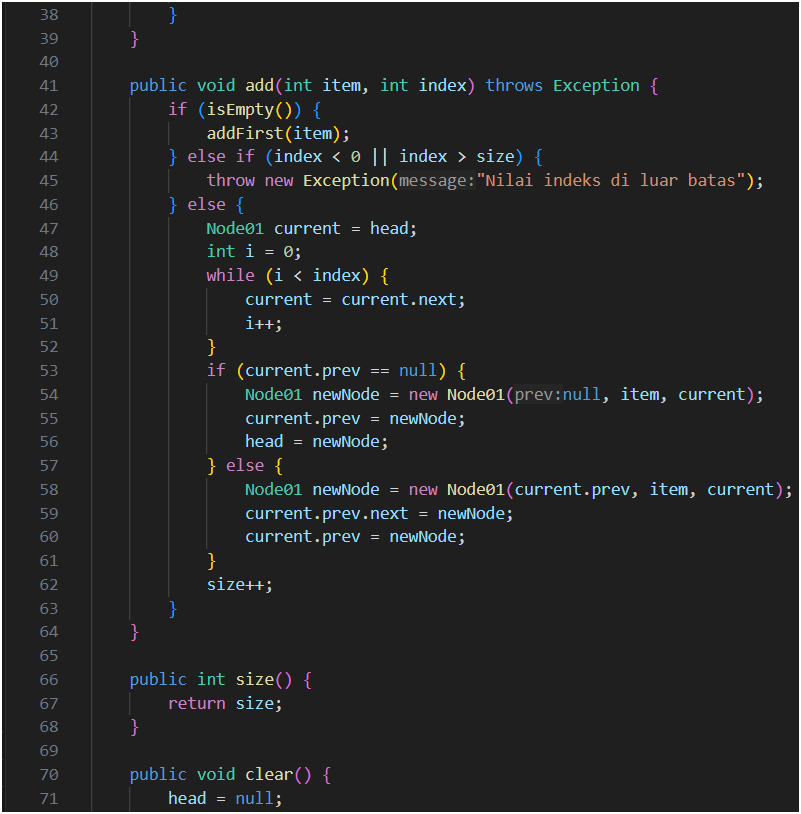 38 }
39 }
40
41 public void add(int item, int index) throws Exception {
42 if (isEmpty()) {
43 addFirst(item);
44 } else if (index < 0 || index > size) {
45 throw new Exception(message:"Nilai indeks di luar batas");
46 } else {
47 Node01 current = head;
48 int i = 0;
49 while (i < index) {
50 current = current.next;
51 i++;
52 }
53 if (current.prev == null) {
54 Node01 newNode = new Node01(prev:null, item, current);
55 current.prev = newNode;
56 head = newNode;
57 } else {
58 Node01 newNode = new Node01(current.prev, item, current);
59 current.prev.next = newNode;
60 current.prev = newNode;
61 }
62 size++;
63 }
64 }
65
66 public int size() {
67 return size;
68 }
69
70 public void clear() {
71 head = null;